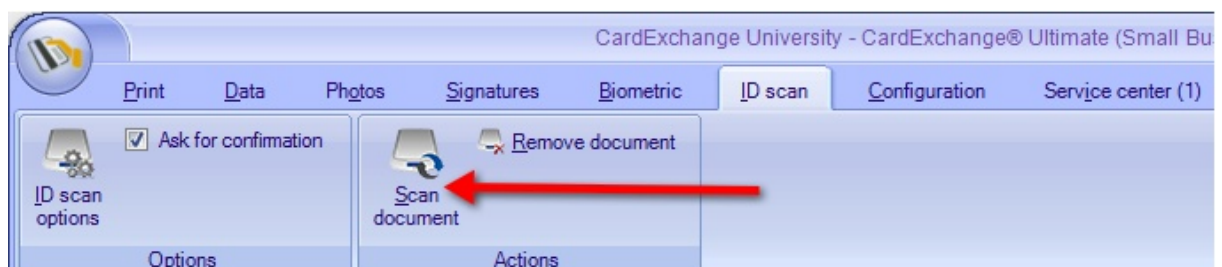 CardExchange University - CardExchange® Ultimate (Small Bu
Print Data Photos Signatures Biometric ID scan Configuration Service center (1)
Ask for confirmation
Remove document
ID scan
options
Scan
document
Options
Actions